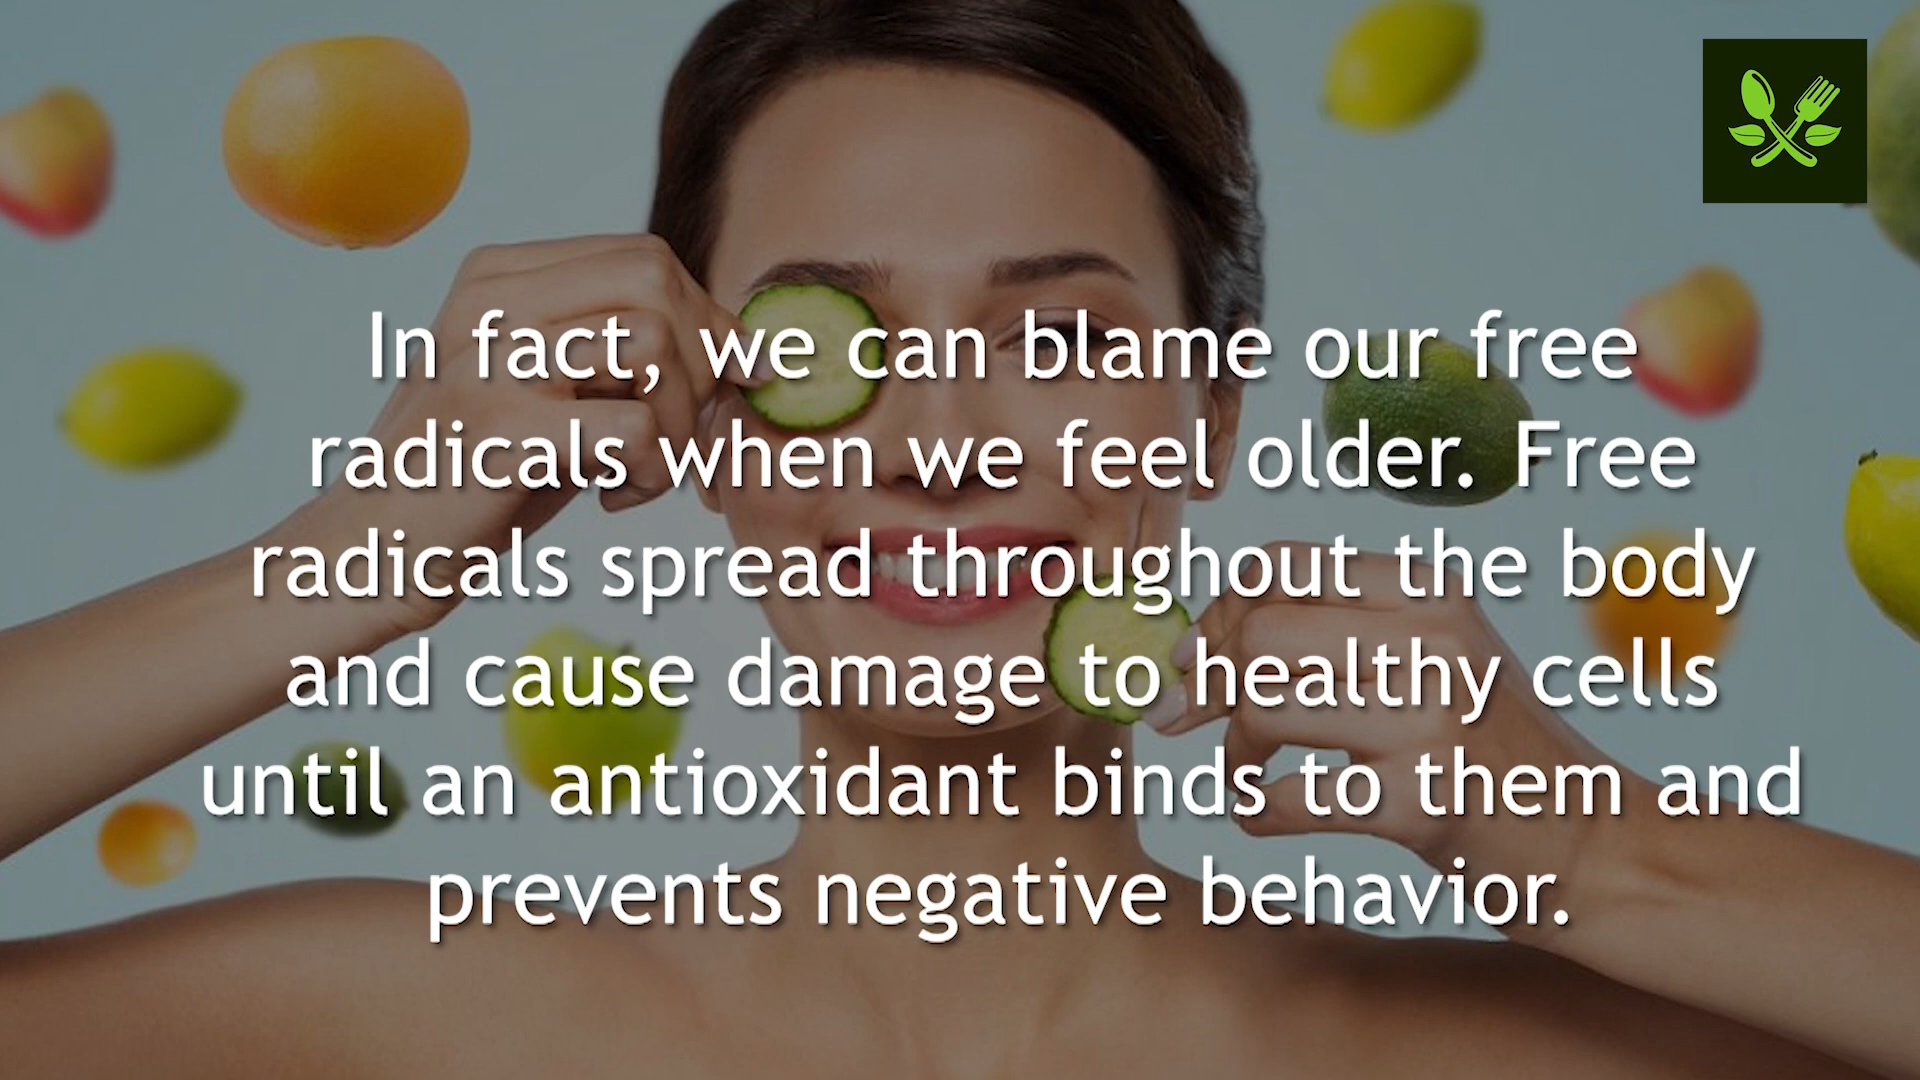 In fact, we can blame our free
radicals when we feel older. Free
radicals spread throughout the body
and cause damage to healthy cells
until an antioxidant binds to them and
prevents negative behavior.